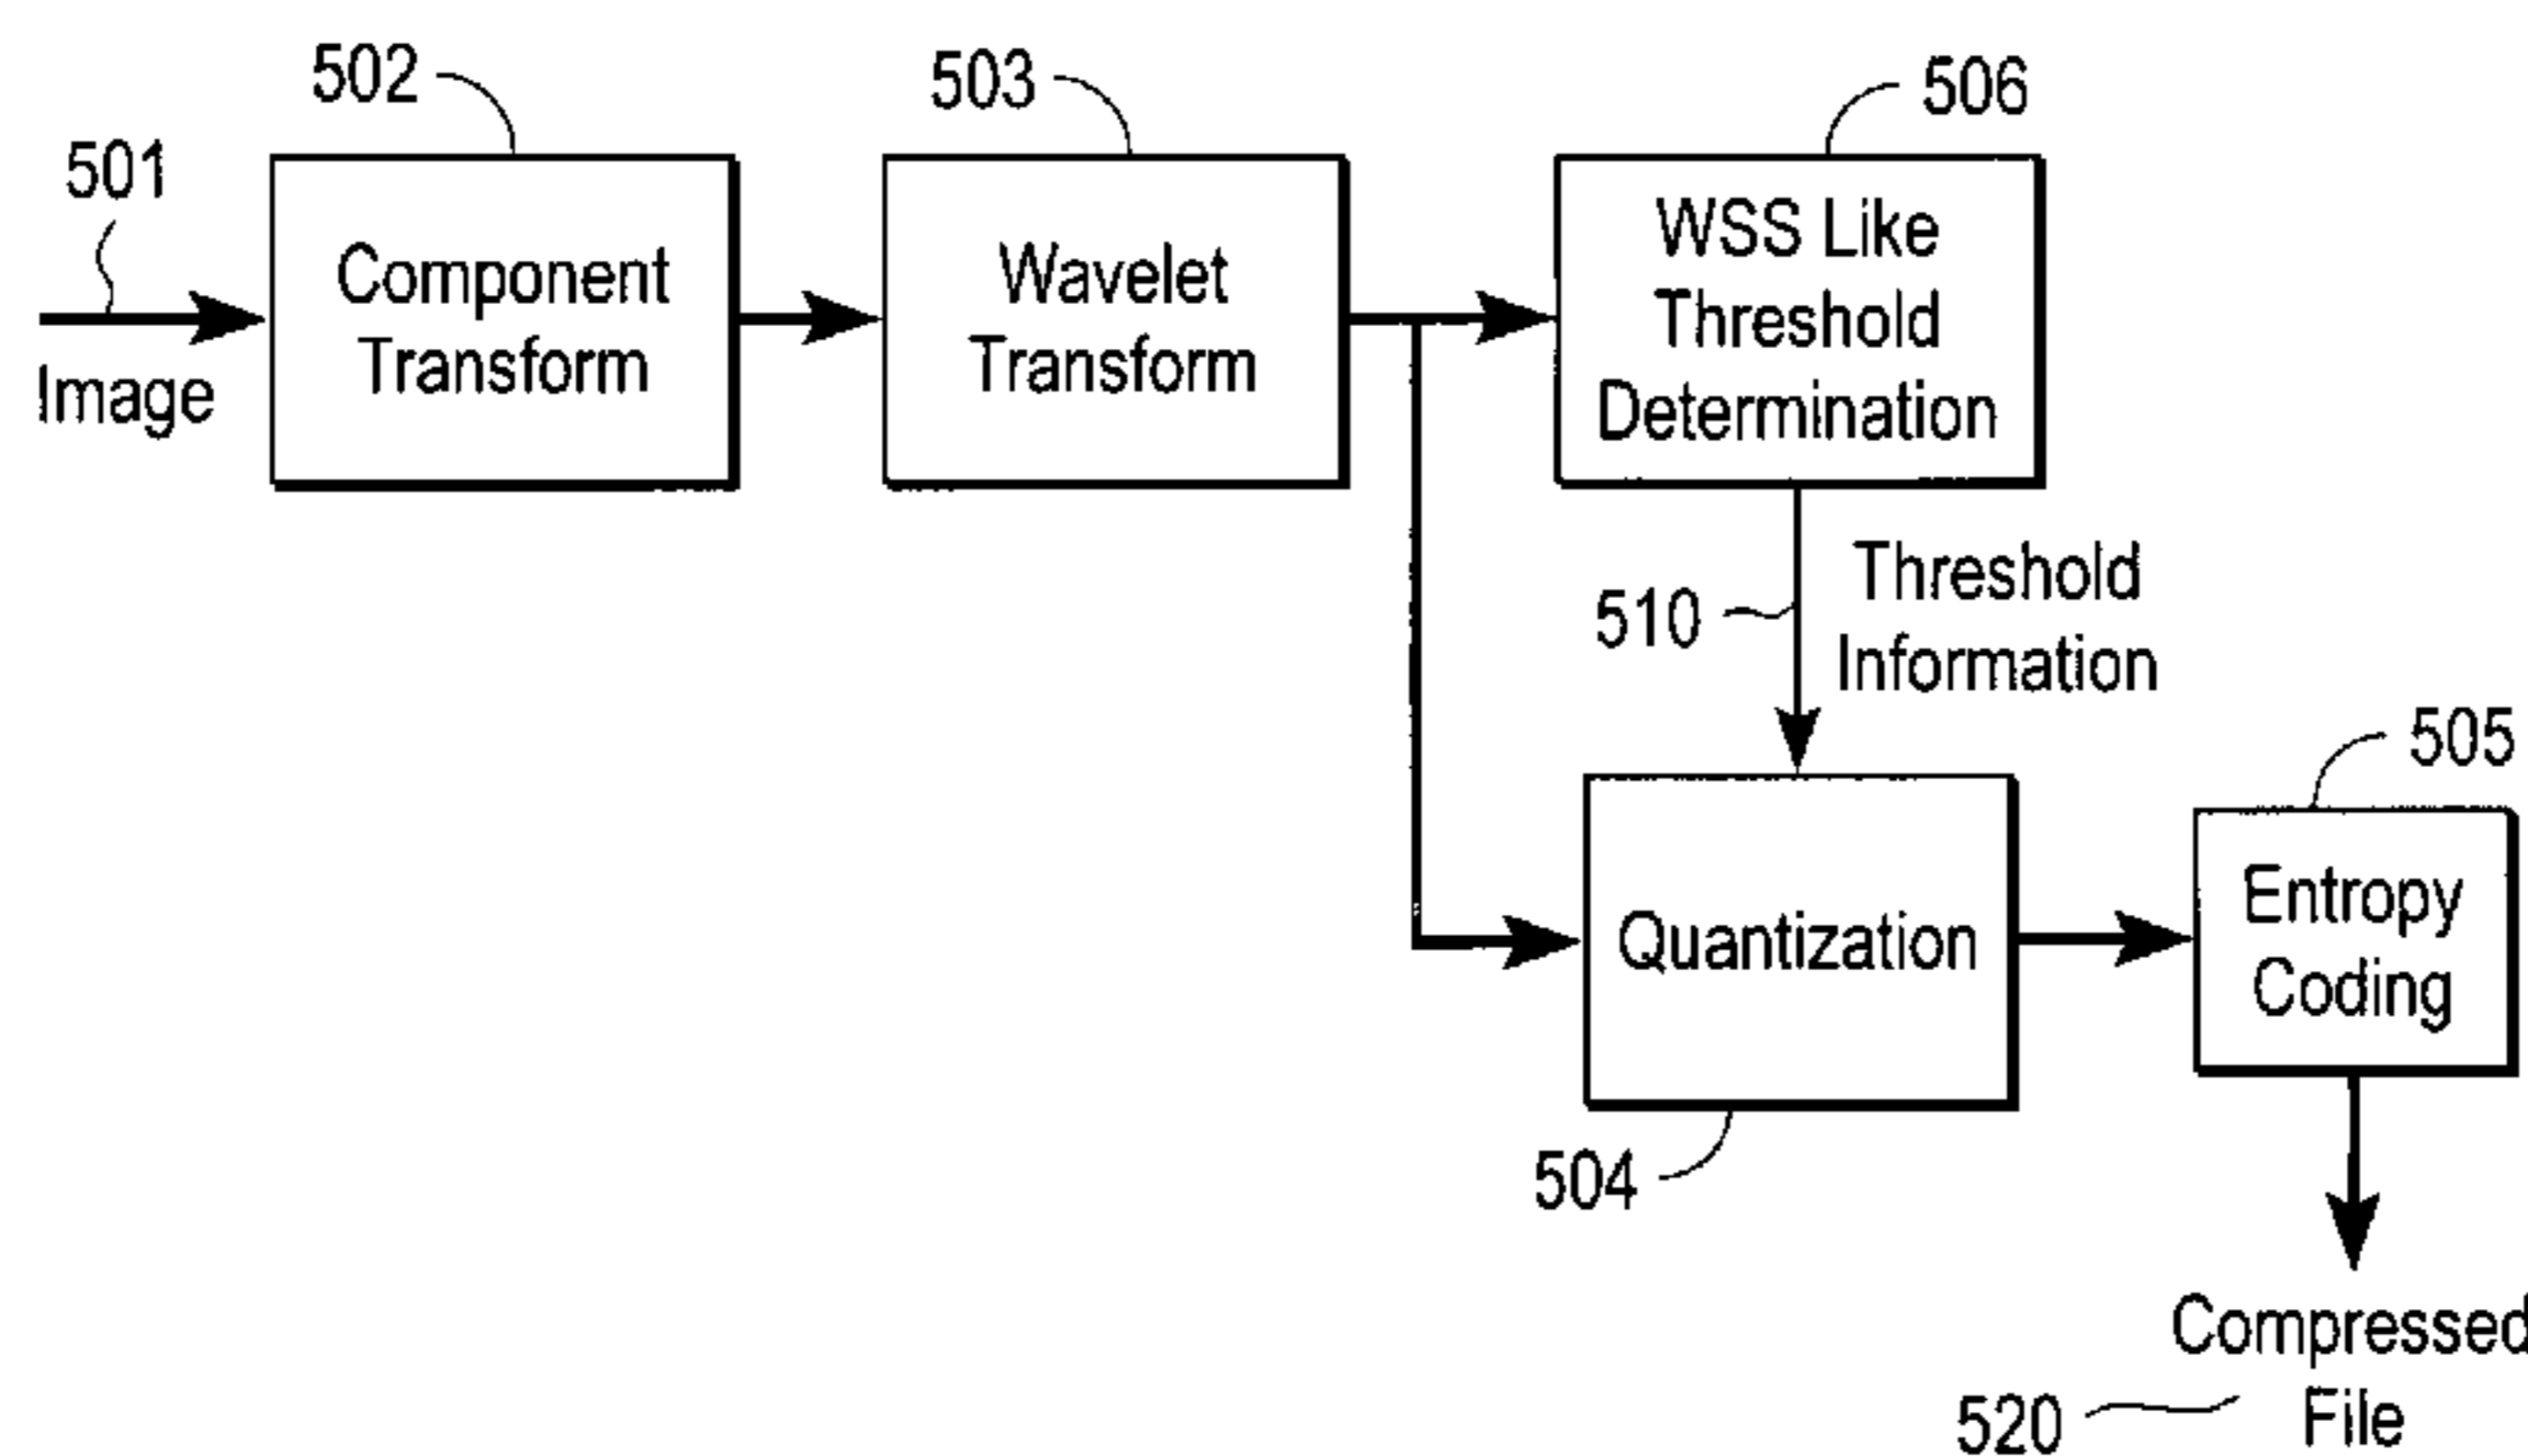 502
503
506
501
Component
Transform
Wavelet
Transform
WSS Like
Threshold
Determination
Image
510
Threshold
Information
505
Quantization
Entropy
Coding
504
Compressed
File
520